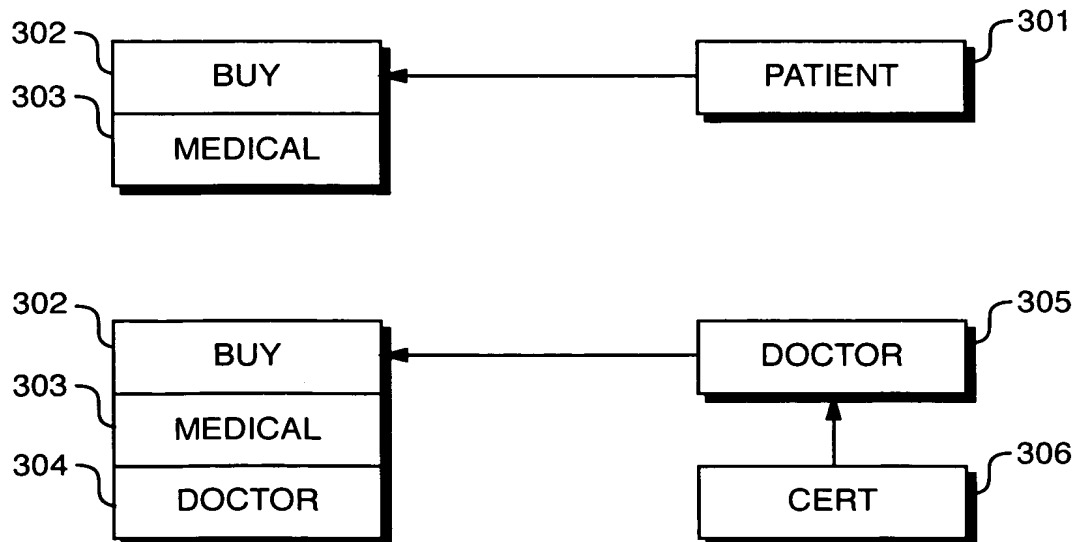 302
BUY
303
MEDICAL
PATIENT
301
302
BUY
303
MEDICAL
304
DOCTOR
DOCTOR
305
CERT
306